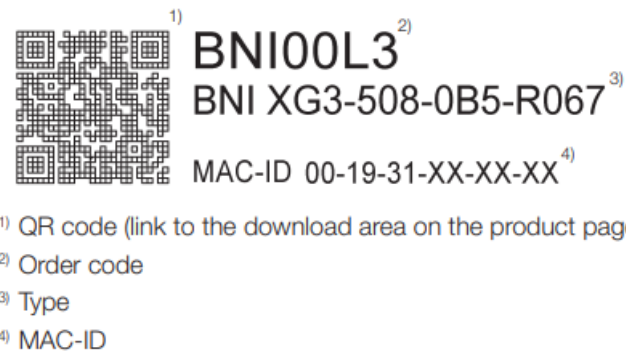 1)
BNI00L3 2)
BNI XG3-508-0B5-R067 3)
MAC-ID 00-19-31-XX-XX-XX 4)
1) QR code (link to the download area on the product pag
2) Order code
3) Type
4) MAC-ID